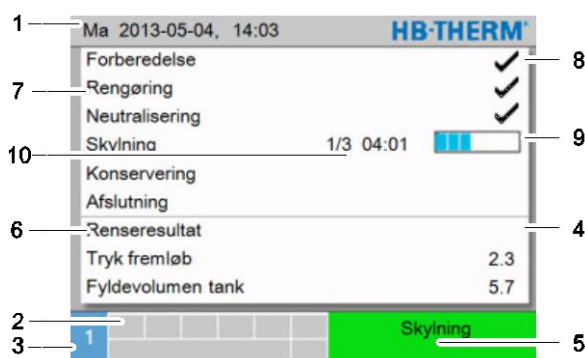 1 Ma 2013-05-04, 14:03 HB-THERM®
Forberedelse 8
7 Rengøring
Neutralisering
Skylning 1/3 04:01 9
10
Konservering
Afslutning
6 Renseresultat 4
Tryk fremløb 2.3
Fyldevolumen tank 5.7
2
1 Skylning
3 5